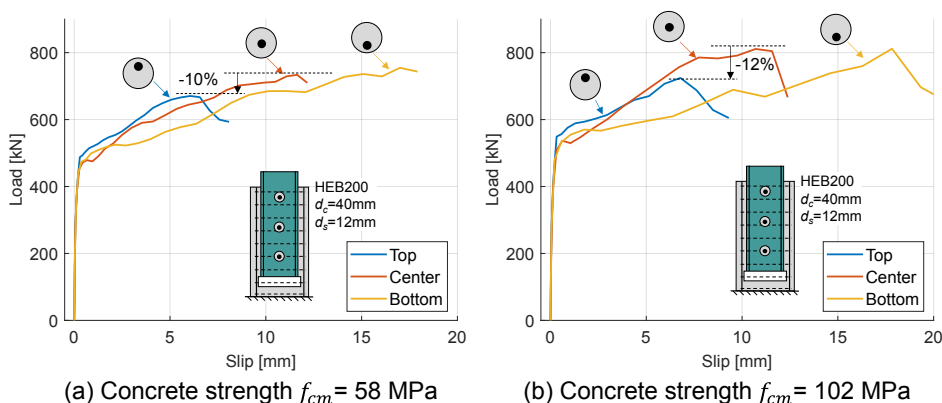 800
600
400
200
0
Load [kN]
0
5
10
15
20
Slip [mm]
-10%
HEB200
d_c=40mm
d_s=12mm
Top
Center
Bottom
(a) Concrete strength f_cm= 58 MPa
800
600
400
200
0
Load [kN]
0
5
10
15
20
Slip [mm]
-12%
HEB200
d_c=40mm
d_s=12mm
Top
Center
Bottom
(b) Concrete strength f_cm= 102 MPa